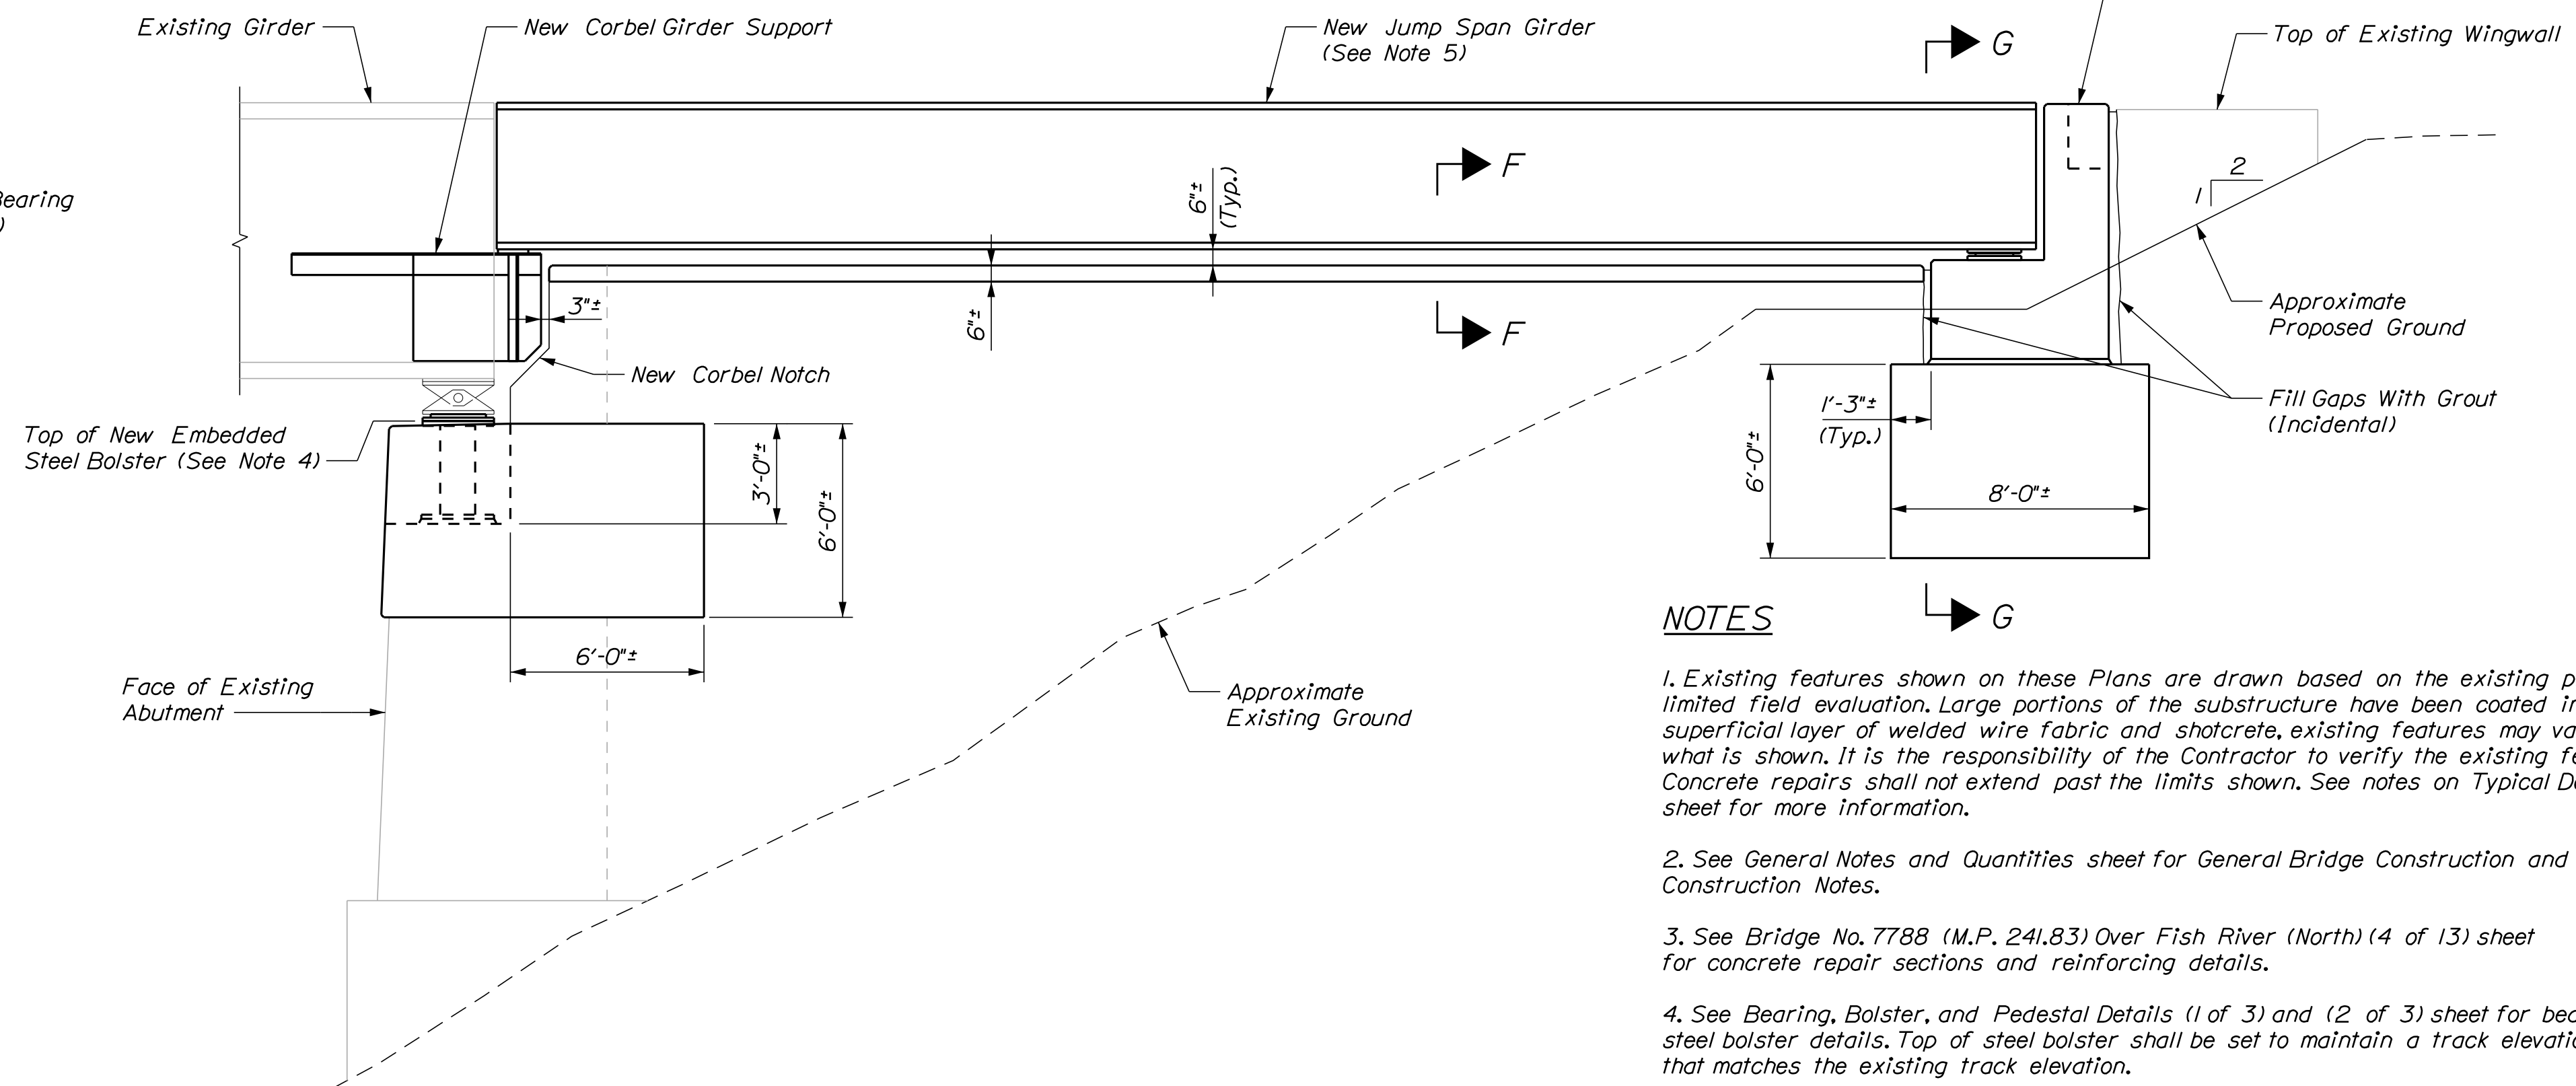 Existing Girder
New Corbel Girder Support
New Jump Span Girder
(See Note 5)
G
Top of Existing Wingwall
Bearing
)
F
6"±
(Typ.)
2
1
3"±
6"±
F
Approximate
Proposed Ground
New Corbel Notch
Fill Gaps With Grout
(Incidental)
1'-3"±
(Typ.)
Top of New Embedded
Steel Bolster (See Note 4)
3'-0"±
6'-0"±
6'-0"±
8'-0"±
6'-0"±
G
Face of Existing
Abutment
Approximate
Existing Ground
NOTES
1. Existing features shown on these Plans are drawn based on the existing p
limited field evaluation. Large portions of the substructure have been coated in
superficial layer of welded wire fabric and shotcrete, existing features may va
what is shown. It is the responsibility of the Contractor to verify the existing fe
Concrete repairs shall not extend past the limits shown. See notes on Typical De
sheet for more information.
2. See General Notes and Quantities sheet for General Bridge Construction and
Construction Notes.
3. See Bridge No. 7788 (M.P. 241.83) Over Fish River (North) (4 of 13) sheet
for concrete repair sections and reinforcing details.
4. See Bearing, Bolster, and Pedestal Details (1 of 3) and (2 of 3) sheet for bea
steel bolster details. Top of steel bolster shall be set to maintain a track elevatio
that matches the existing track elevation.